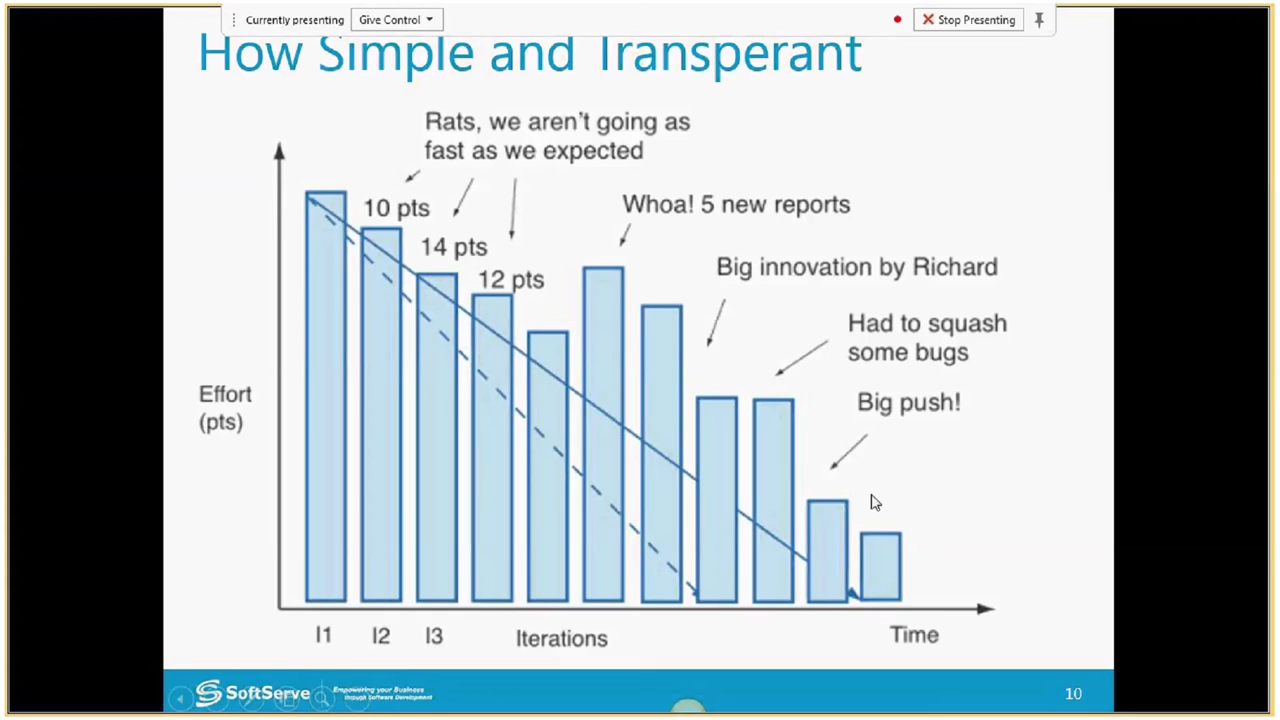 Currently presenting
Give Control
Stop Presenting
How Simple and Transperant
Rats, we aren't going as
fast as we expected
10 pts
14 pts
12 pts
Whoa! 5 new reports
Big innovation by Richard
Had to squash
some bugs
Big push!
Effort
(pts)
I1
I2
I3
Iterations
Time
SoftServe
Empowering your Business
through Software Development
10